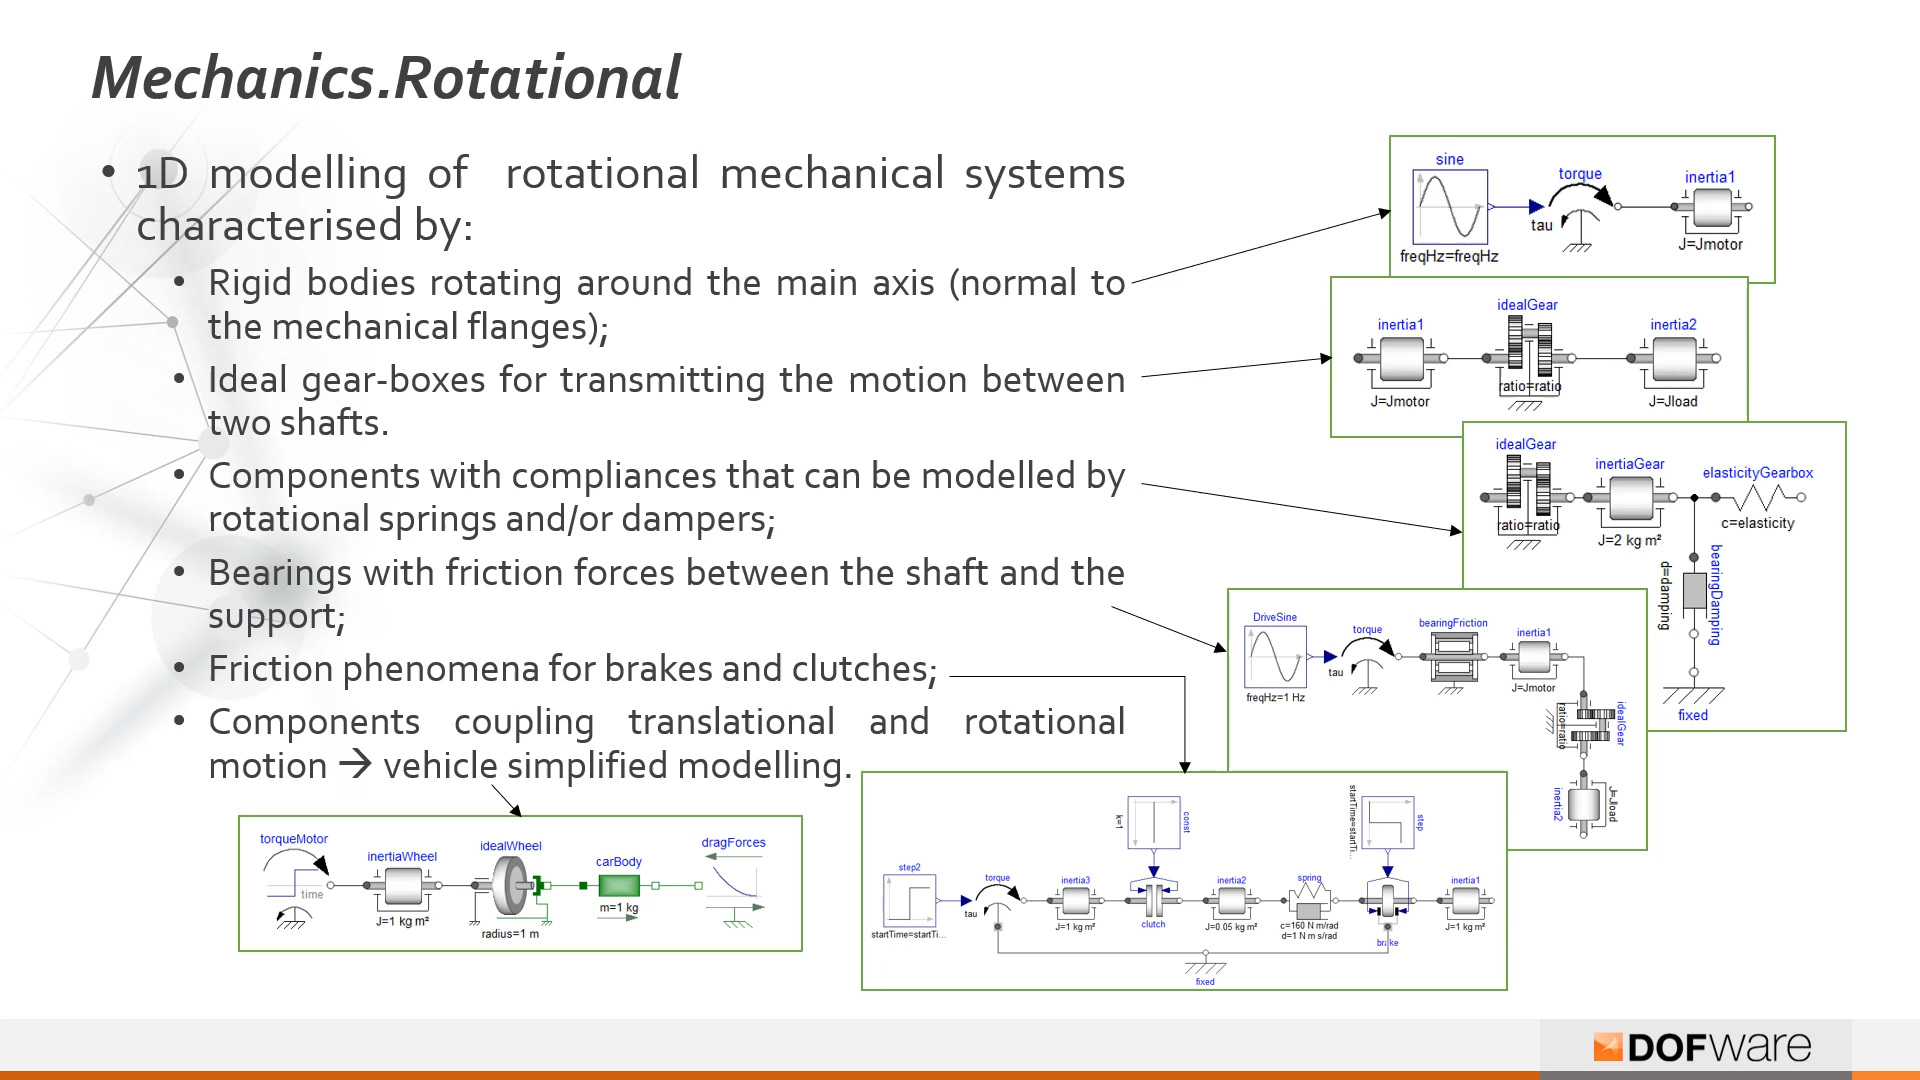 Mechanics.Rotational
• 1D modelling of rotational mechanical systems
characterised by:
• Rigid bodies rotating around the main axis (normal to
the mechanical flanges);
• Ideal gear-boxes for transmitting the motion between
two shafts.
• Components with compliances that can be modelled by
rotational springs and/or dampers;
• Bearings with friction forces between the shaft and the
support;
• Friction phenomena for brakes and clutches;
• Components coupling translational and rotational
motion → vehicle simplified modelling.
sine
torque
inertia1
tau
J=Jmotor
freqHz=freqHz
idealGear
inertia1
inertia2
ratio=ratio
J=Jmotor
J=Jload
idealGear
inertiaGear
elasticityGearbox
ratio=ratio
c=elasticity
J=2 kg m²
d=damping
bearingDamping
fixed
DriveSine
torque
bearingFriction
inertia1
tau
J=Jmotor
freqHz=1 Hz
ratio=ratio
idealGear
inertia2
J=Jload
torqueMotor
inertiaWheel
idealWheel
carBody
dragForces
time
J=1 kg m²
radius=1 m
m=1 kg
k=1
const
startTime=startTi...
step
step2
torque
inertia3
inertia2
spring
inertia1
tau
J=1 kg m²
clutch
J=0.05 kg m²
c=160 N m/rad
d=1 N m s/rad
brake
J=1 kg m²
startTime=startTi...
fixed
DOFware